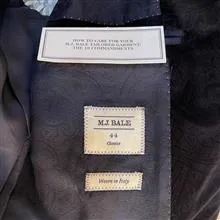 HOW TO CARE FOR YOUR
M.J. BALE TAILORED GARMENT
THE 10 COMMANDMENTS
M.J. BALE
44
Classic
Woven in Italy